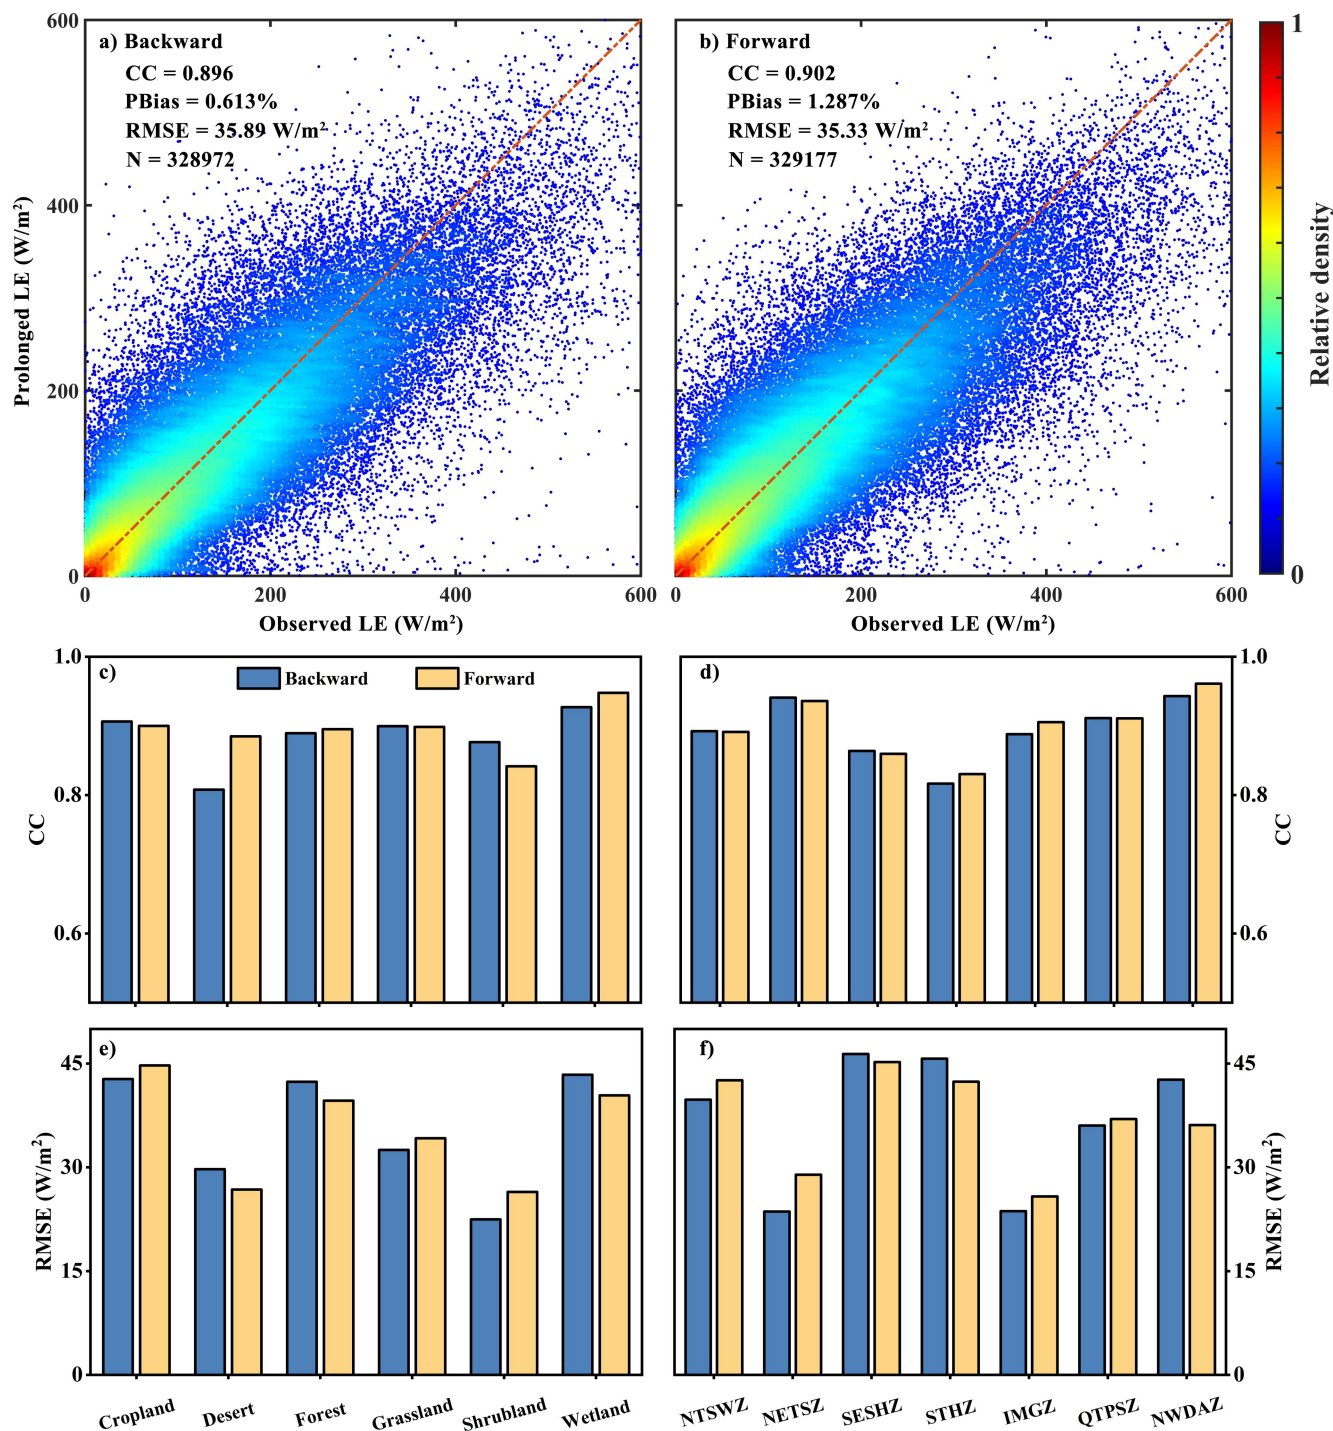 a) Backward
CC = 0.896
PBias = 0.613%
RMSE = 35.89 W/m²
N = 328972
600
400
200
0
Prolonged LE (W/m²)
0 200 400 600
Observed LE (W/m²)
b) Forward
CC = 0.902
PBias = 1.287%
RMSE = 35.33 W/m²
N = 329177
0 200 400 600
Observed LE (W/m²)
1
0
Relative density
c)
Backward Forward
1.0
0.8
0.6
CC
d)
1.0
0.8
0.6
CC
e)
45
30
15
0
RMSE (W/m²)
Cropland Desert Forest Grassland Shrubland Wetland
f)
45
30
15
0
RMSE (W/m²)
NTSWZ NETSZ SESHZ STHZ IMGZ QTPSZ NWDAZ